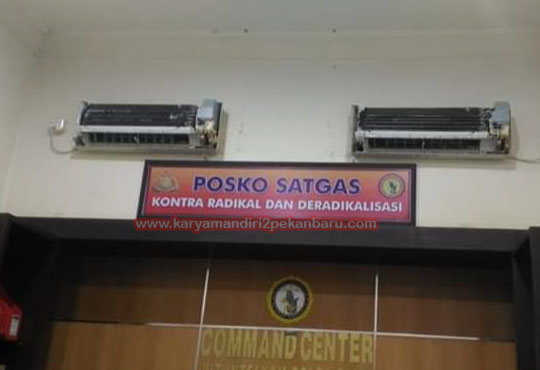 POSKO SATGAS
KONTRA RADIKAL DAN DERADIKALISASI
www.karyamandiri2pekanbaru.com
COMMAND CENTER